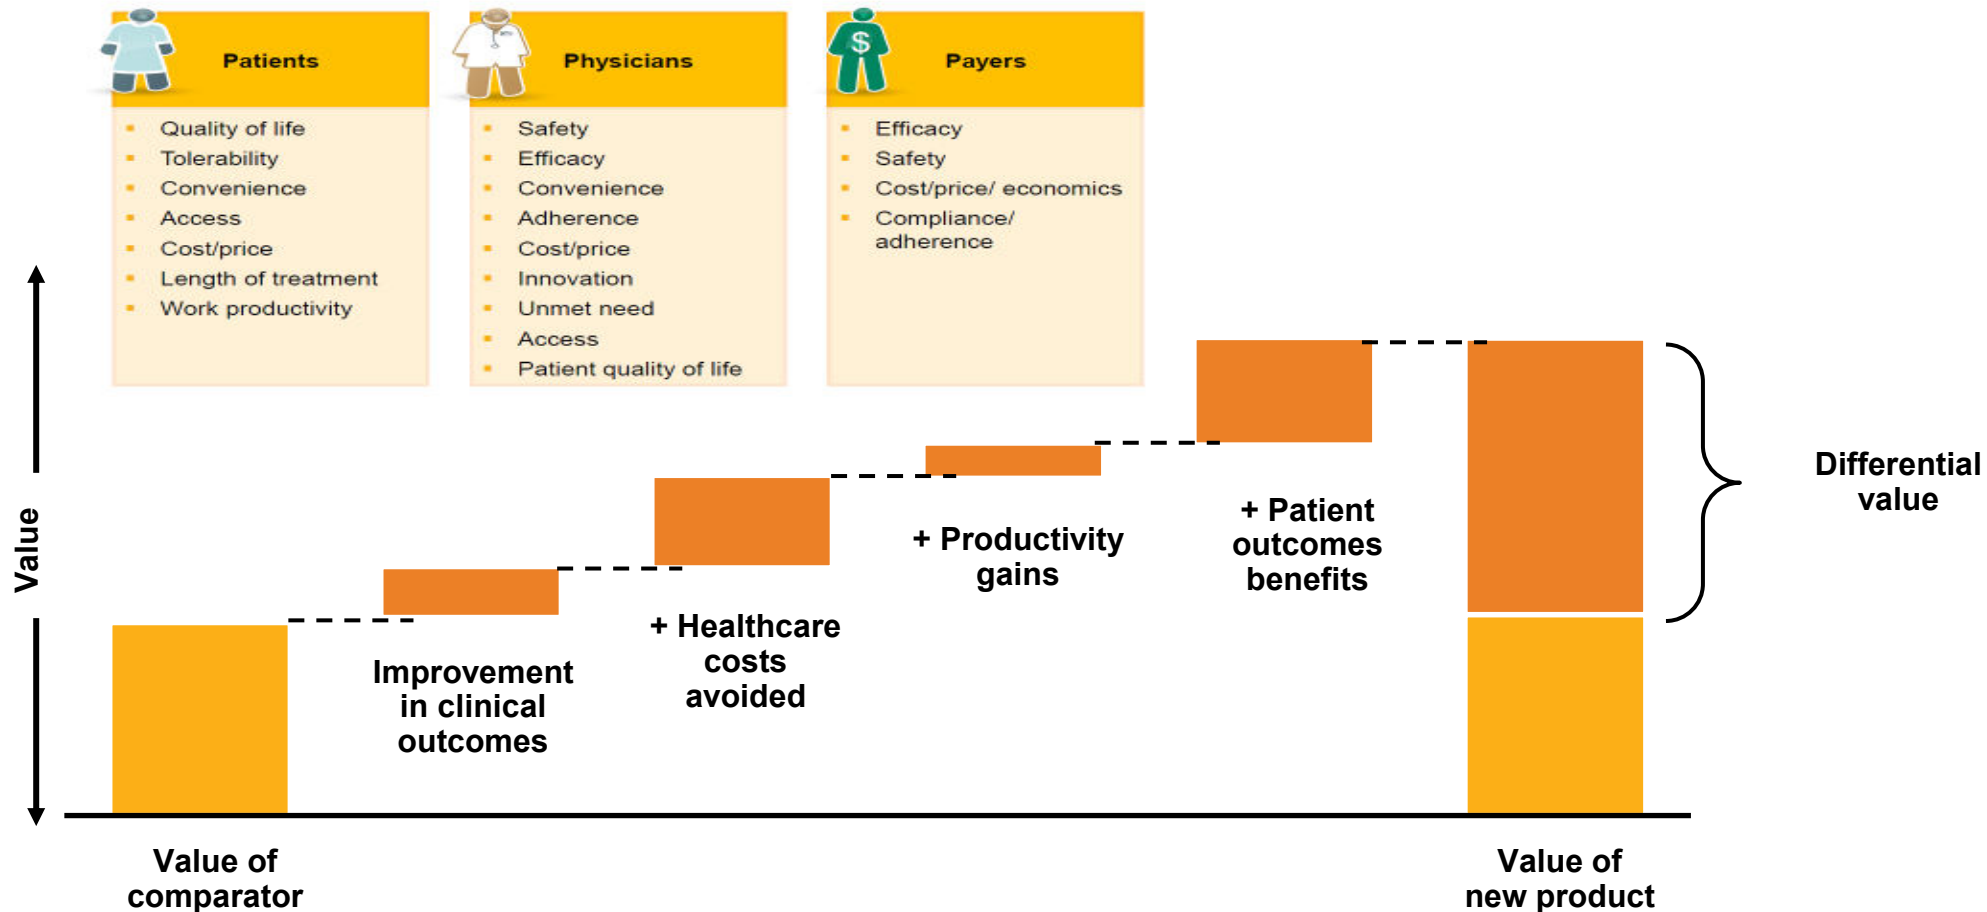 Patients
Quality of life
Tolerability
Convenience
Access
Cost/price
Length of treatment
Work productivity
Physicians
Safety
Efficacy
Convenience
Adherence
Cost/price
Innovation
Unmet need
Access
Patient quality of life
$
Payers
Efficacy
Safety
Cost/price/ economics
Compliance/
adherence
Value
Value of
comparator
Improvement
in clinical
outcomes
+ Healthcare
costs
avoided
+ Productivity
gains
+ Patient
outcomes
benefits
Value of
new product
Differential
value